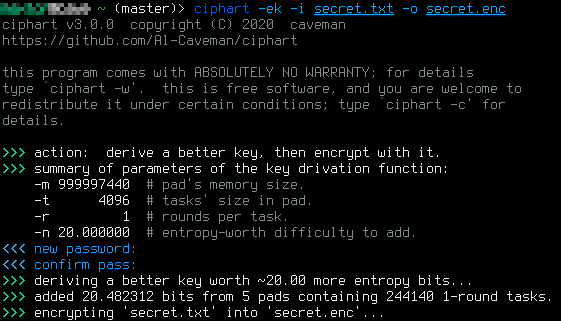 ~ (master)⟩ ciphart -ek -i secret.txt -o secret.enc
ciphart v3.0.0  copyright (C) 2020  caveman
https://github.com/Al-Caveman/ciphart
this program comes with ABSOLUTELY NO WARRANTY; for details
type `ciphart -w'.  this is free software, and you are welcome to
redistribute it under certain conditions; type `ciphart -c' for
details.
>>> action:  derive a better key, then encrypt with it.
>>> summary of parameters of the key drivation function:
-m 999997440  # pad's memory size.
-t      4096  # tasks' size in pad.
-r         1  # rounds per task.
-n 20.000000  # entropy-worth difficulty to add.
<<< new password:
<<< confirm pass:
>>> deriving a better key worth ~20.00 more entropy bits...
>>> added 20.482312 bits from 5 pads containing 244140 1-round tasks.
>>> encrypting 'secret.txt' into 'secret.enc'...